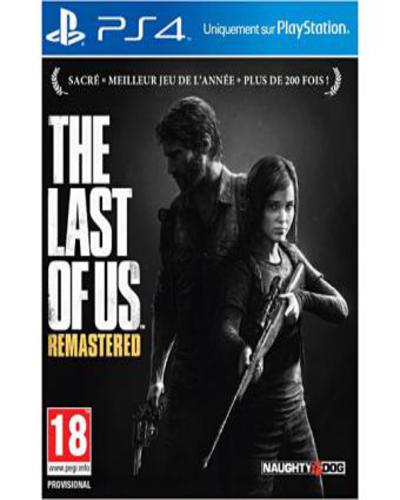 PS4
Uniquement sur PlayStation®
SACRÉ « MEILLEUR JEU DE L'ANNÉE » PLUS DE 200 FOIS !
THE
LAST
OF US™
REMASTERED
18
www.pegi.info
PROVISIONAL
NAUGHTY DOG